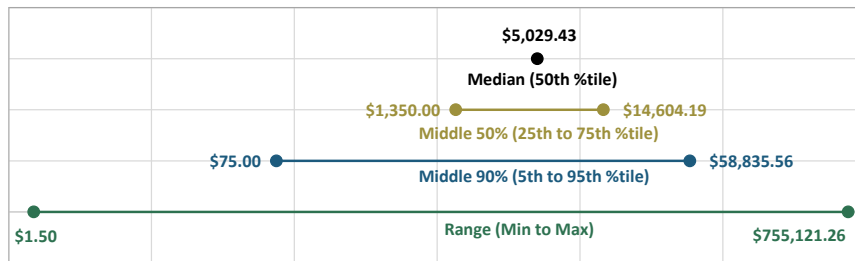 $5,029.43
Median (50th %tile)
$1,350.00 $14,604.19
Middle 50% (25th to 75th %tile)
$75.00 $58,835.56
Middle 90% (5th to 95th %tile)
Range (Min to Max)
$1.50 $755,121.26